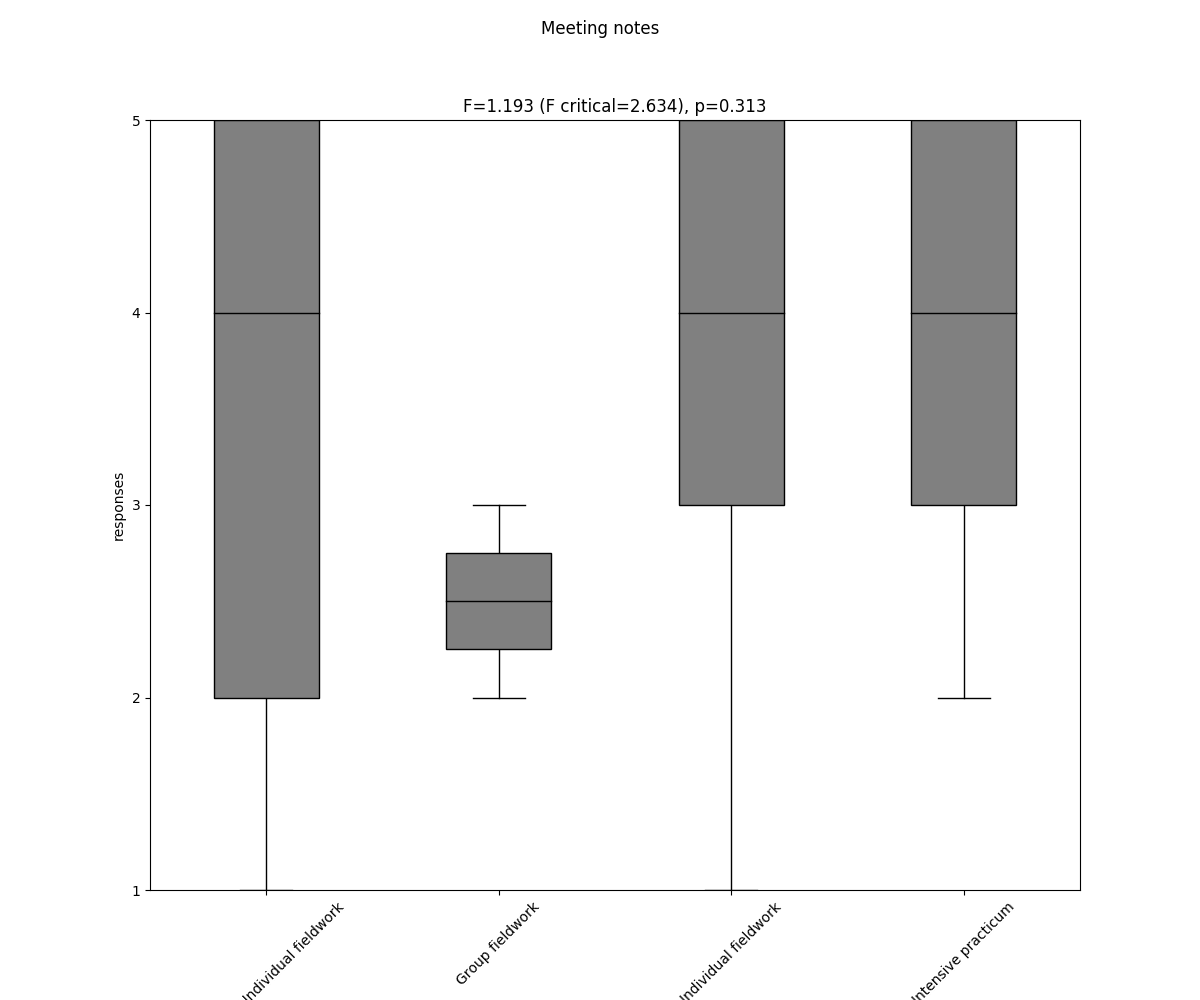 Meeting notes
F=1.193 (F critical=2.634), p=0.313
5
4
3
2
1
responses
Individual fieldwork
Group fieldwork
Individual fieldwork
Intensive practicum